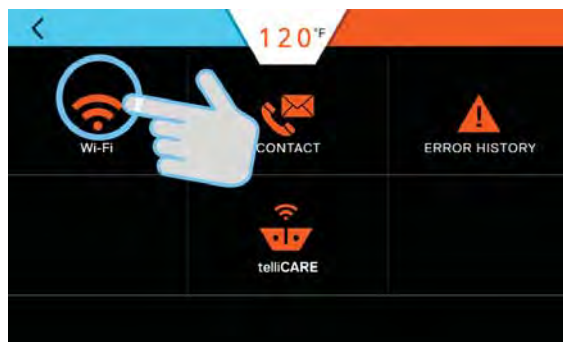 120°F
Wi-Fi
CONTACT
ERROR HISTORY
telliCARE